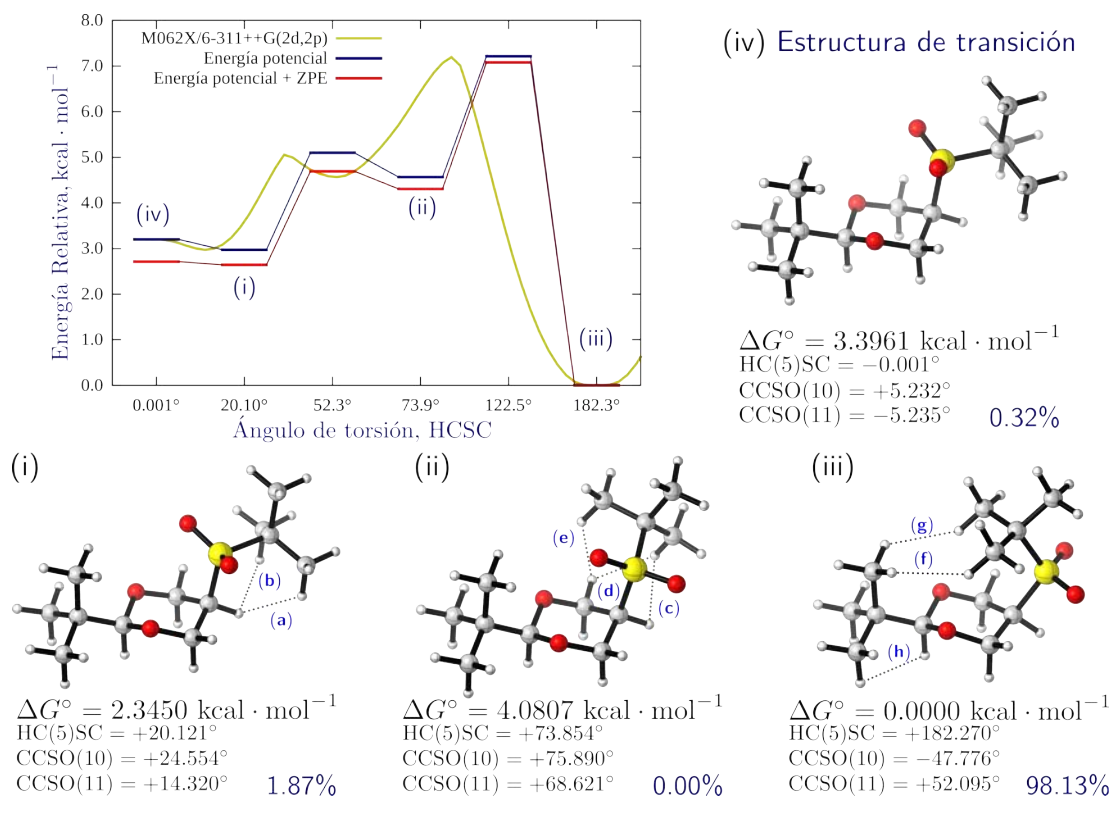 M062X/6-311++G(2d,2p)
Energía potencial
Energía potencial + ZPE
Energía Relativa, kcal · mol⁻¹
8.0
7.0
6.0
5.0
4.0
3.0
2.0
1.0
0.0
(iv)
(i)
(ii)
(iii)
0.001° 20.10° 52.3° 73.9° 122.5° 182.3°
Ángulo de torsión, HCSC
(iv) Estructura de transición
ΔG° = 3.3961 kcal · mol⁻¹
HC(5)SC = −0.001°
CCSO(10) = +5.232°
CCSO(11) = −5.235° 0.32%
(i)
(b)
(a)
ΔG° = 2.3450 kcal · mol⁻¹
HC(5)SC = +20.121°
CCSO(10) = +24.554°
CCSO(11) = +14.320° 1.87%
(ii)
(e)
(d)
(c)
ΔG° = 4.0807 kcal · mol⁻¹
HC(5)SC = +73.854°
CCSO(10) = +75.890°
CCSO(11) = +68.621° 0.00%
(iii)
(g)
(f)
(h)
ΔG° = 0.0000 kcal · mol⁻¹
HC(5)SC = +182.270°
CCSO(10) = −47.776°
CCSO(11) = +52.095° 98.13%